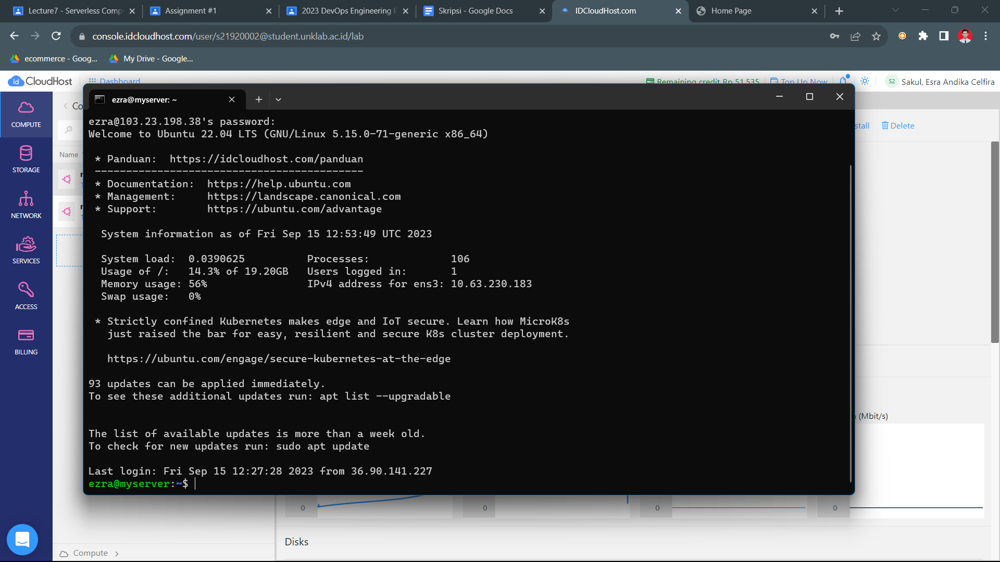 Lecture7 - Serverless Comp
Assignment #1
2023 DevOps Engineering P
Skripsi - Google Docs
IDCloudHost.com
Home Page
console.idcloudhost.com/user/s21920002@student.unklab.ac.id/lab
ecommerce - Goog...
My Drive - Google...
Id CloudHost
Dashboard
Remaining credit Rp 51.535
Top Up Now
S2
Sakul, Esra Andika Celfira
COMPUTE
STORAGE
NETWORK
SERVICES
ACCESS
BILLING
Co
Name
stall
Delete
ezra@myserver: ~
ezra@103.23.198.38's password:
Welcome to Ubuntu 22.04 LTS (GNU/Linux 5.15.0-71-generic x86_64)
* Panduan: https://idcloudhost.com/panduan
-------------------------------------------
* Documentation: https://help.ubuntu.com
* Management: https://landscape.canonical.com
* Support: https://ubuntu.com/advantage
System information as of Fri Sep 15 12:53:49 UTC 2023
System load: 0.0390625 Processes: 106
Usage of /: 14.3% of 19.20GB Users logged in: 1
Memory usage: 56% IPv4 address for ens3: 10.63.230.183
Swap usage: 0%
* Strictly confined Kubernetes makes edge and IoT secure. Learn how MicroK8s
just raised the bar for easy, resilient and secure K8s cluster deployment.
https://ubuntu.com/engage/secure-kubernetes-at-the-edge
93 updates can be applied immediately.
To see these additional updates run: apt list --upgradable
The list of available updates is more than a week old.
To check for new updates run: sudo apt update
Last login: Fri Sep 15 12:27:28 2023 from 36.90.141.227
ezra@myserver:~$
(Mbit/s)
0
0
0
0
Disks
Compute